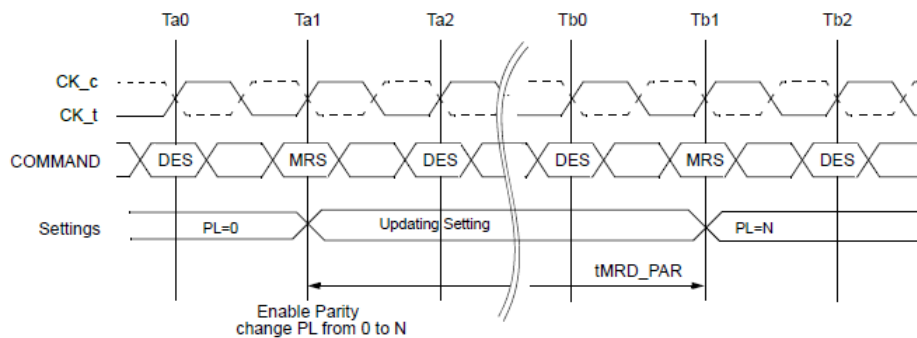 Ta0 Ta1 Ta2 Tb0 Tb1 Tb2
CK_c
CK_t
COMMAND DES MRS DES DES MRS DES
Settings PL=0 Updating Setting PL=N
tMRD_PAR
Enable Parity
change PL from 0 to N